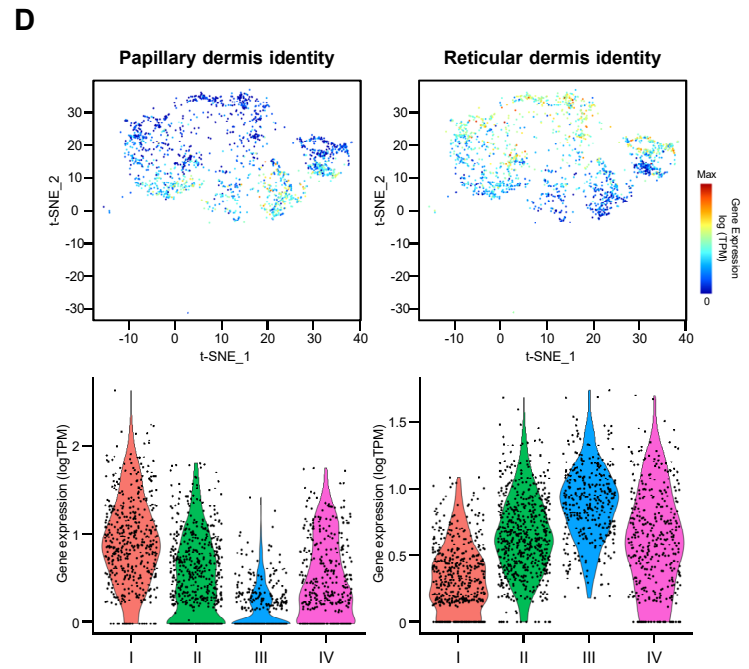 D
Papillary dermis identity
Reticular dermis identity
t-SNE_2
30
20
10
0
10
20
-30
-10
0
10
20
30
40
t-SNE_1
t-SNE_2
30
20
10
0
-10
20
-30
-10
0
10
20
30
40
t-SNE_1
Max
0
Gene Expression
log (TPM)
Gene expression (logTPM)
2
1
0
I
II
III
IV
Gene expression (logTPM)
1.5
1.0
0.5
0
I
II
III
IV